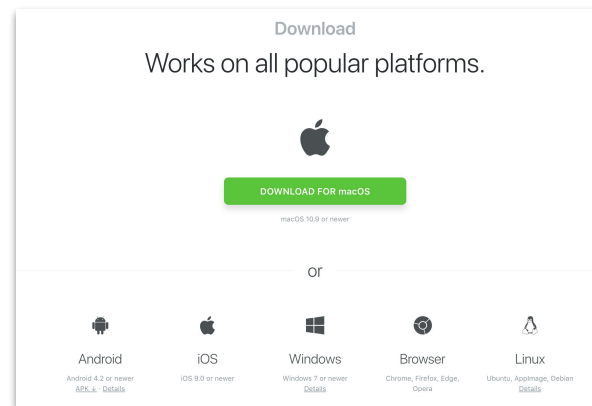 Download
Works on all popular platforms.
DOWNLOAD FOR macOS
macOS 10.9 or newer
or
Android
iOS
Windows
Browser
Linux
Android 4.2 or newer
APK ↓ · Details
iOS 9.0 or newer
Windows 7 or newer
Details
Chrome, Firefox, Edge,
Opera
Ubuntu, AppImage, Debian
Details